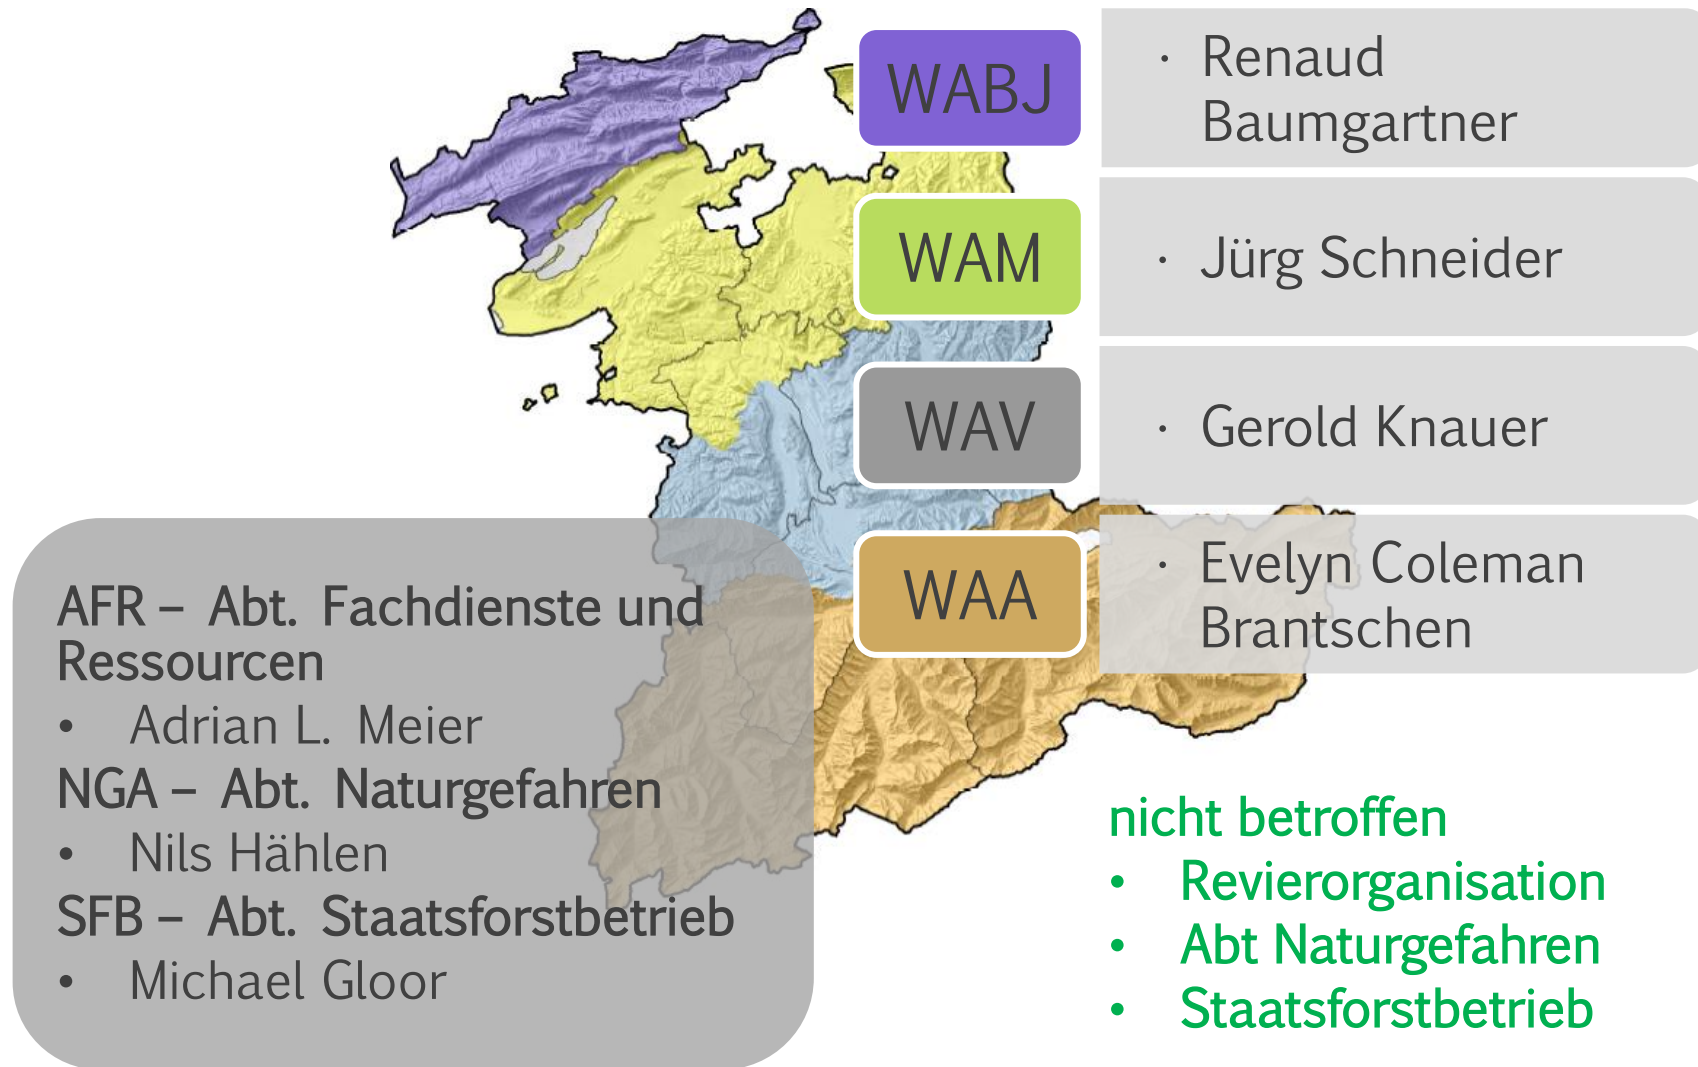 WABJ
· Renaud
Baumgartner
WAM
· Jürg Schneider
WAV
· Gerold Knauer
WAA
· Evelyn Coleman
Brantschen
AFR – Abt. Fachdienste und
Ressourcen
• Adrian L. Meier
NGA – Abt. Naturgefahren
• Nils Hählen
SFB – Abt. Staatsforstbetrieb
• Michael Gloor
nicht betroffen
• Revierorganisation
• Abt Naturgefahren
• Staatsforstbetrieb